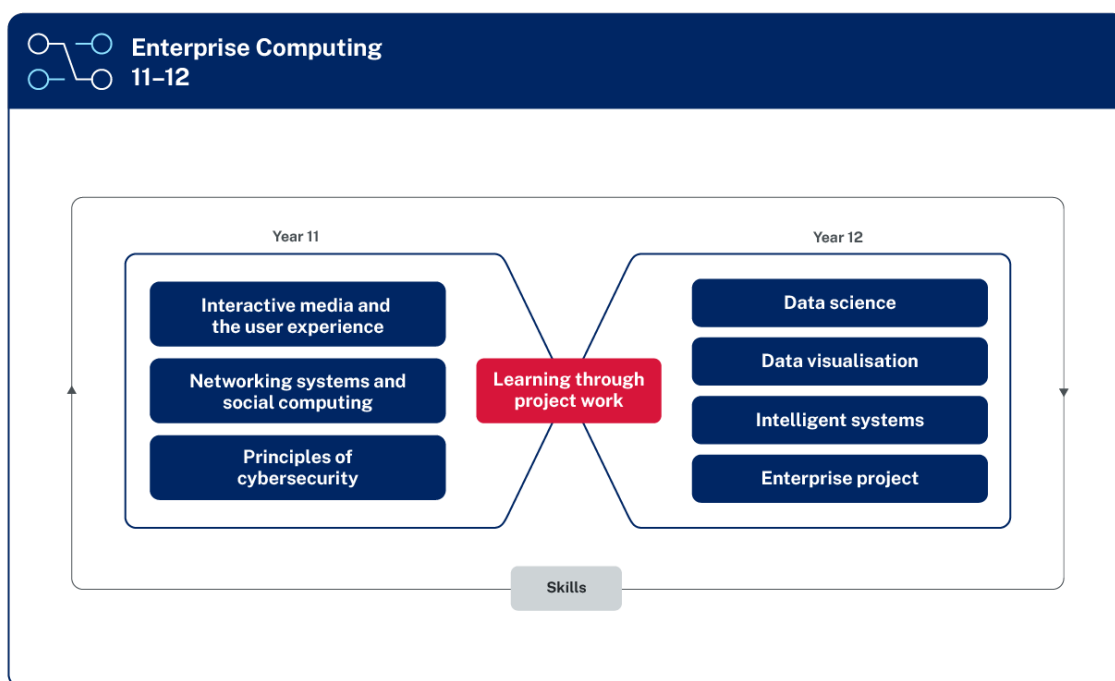 Enterprise Computing
11–12
Year 11
Interactive media and
the user experience
Networking systems and
social computing
Principles of
cybersecurity
Learning through
project work
Year 12
Data science
Data visualisation
Intelligent systems
Enterprise project
Skills